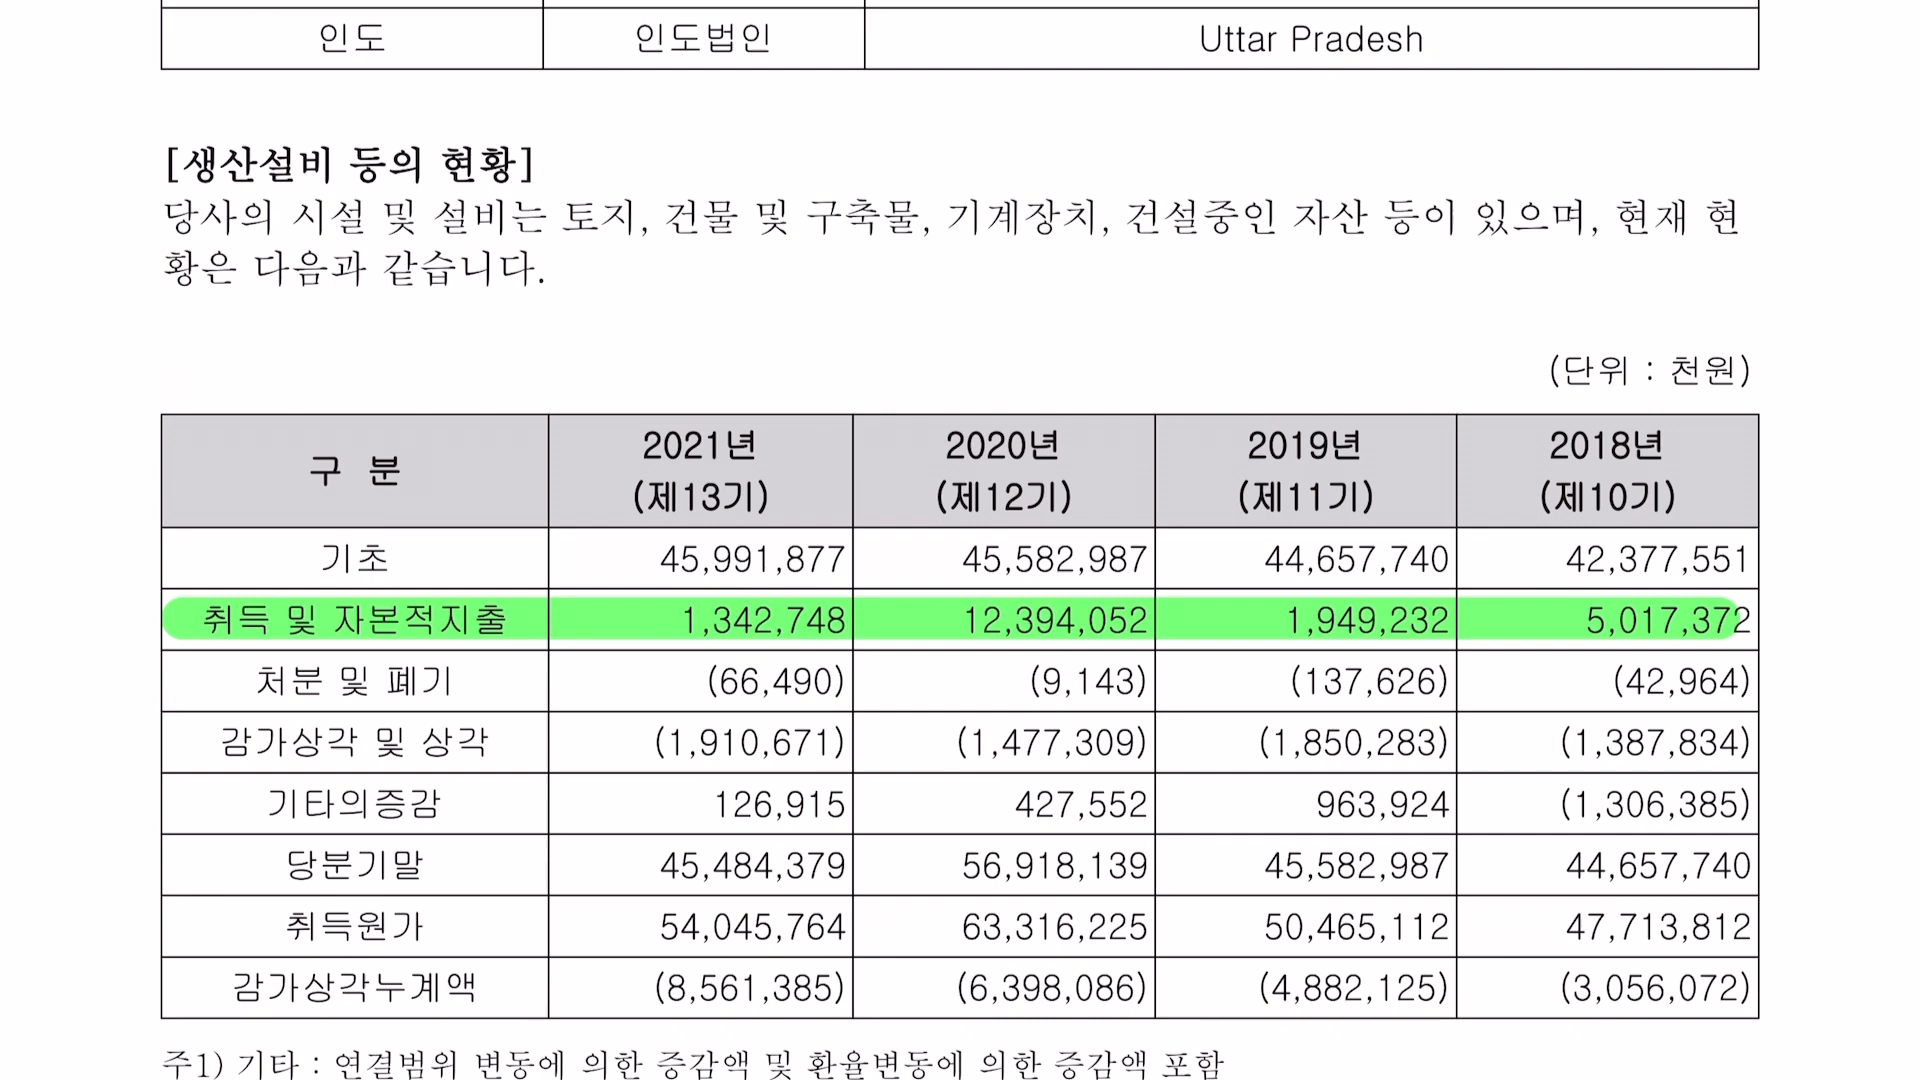 인도 인도법인 Uttar Pradesh
[생산설비 등의 현황]
당사의 시설 및 설비는 토지, 건물 및 구축물, 기계장치, 건설중인 자산 등이 있으며, 현재 현
황은 다음과 같습니다.
(단위 : 천원)
구 분 2021년 (제13기) 2020년 (제12기) 2019년 (제11기) 2018년 (제10기)
기초 45,991,877 45,582,987 44,657,740 42,377,551
취득 및 자본적지출 1,342,748 12,394,052 1,949,232 5,017,372
처분 및 폐기 (66,490) (9,143) (137,626) (42,964)
감가상각 및 상각 (1,910,671) (1,477,309) (1,850,283) (1,387,834)
기타의증감 126,915 427,552 963,924 (1,306,385)
당분기말 45,484,379 56,918,139 45,582,987 44,657,740
취득원가 54,045,764 63,316,225 50,465,112 47,713,812
감가상각누계액 (8,561,385) (6,398,086) (4,882,125) (3,056,072)
주1) 기타 : 연결범위 변동에 의한 증감액 및 환율변동에 의한 증감액 포함